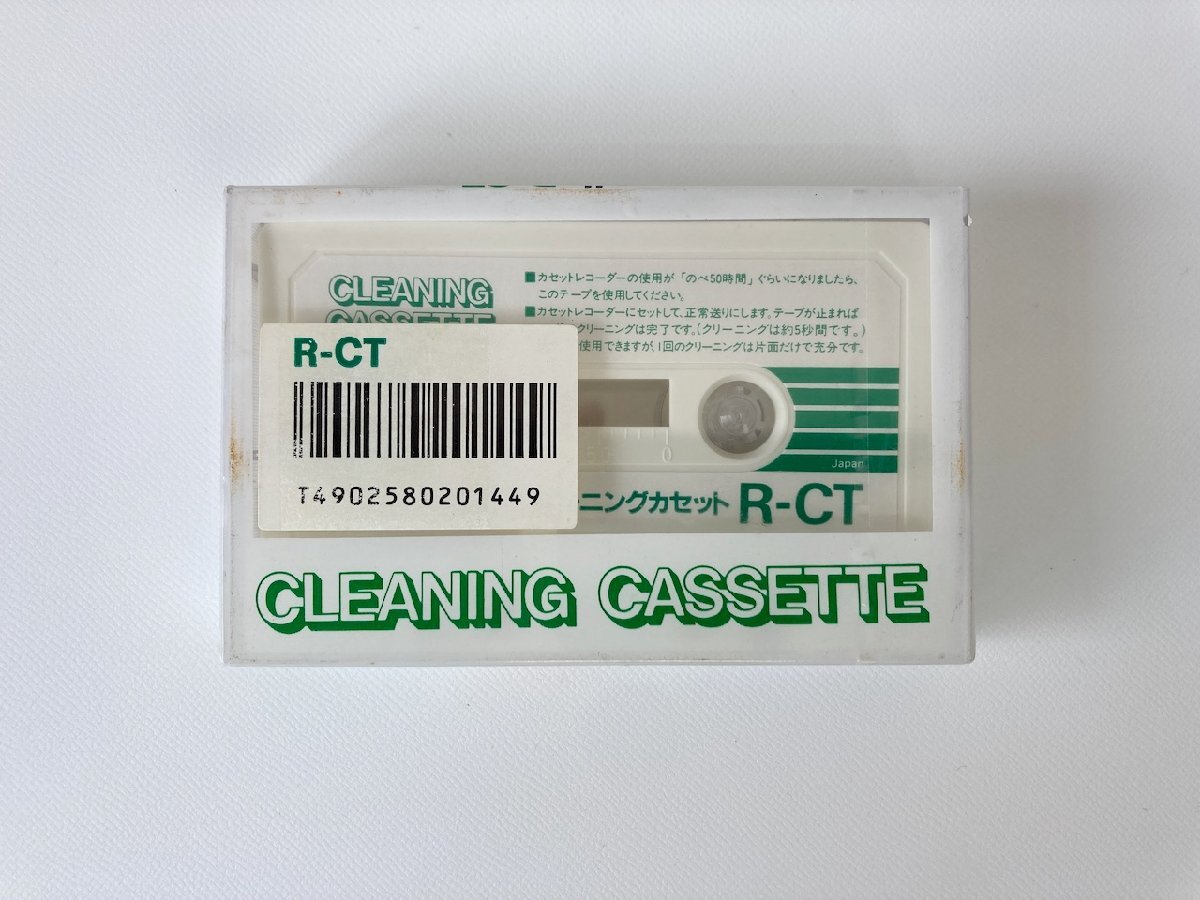 CLEANING
CASSETTE
■カセットレコーダーの使用が「のべ50時間」ぐらいになりましたら、
このテープを使用してください。
■カセットレコーダーにセットして、正常送りにします。テープが止まれば
クリーニングは完了です。(クリーニングは約5秒間です。)
使用できますが、1回のクリーニングは片面だけで充分です。
R-CT
T4902580201449
0
Japan
ニングカセット R-CT
CLEANING CASSETTE